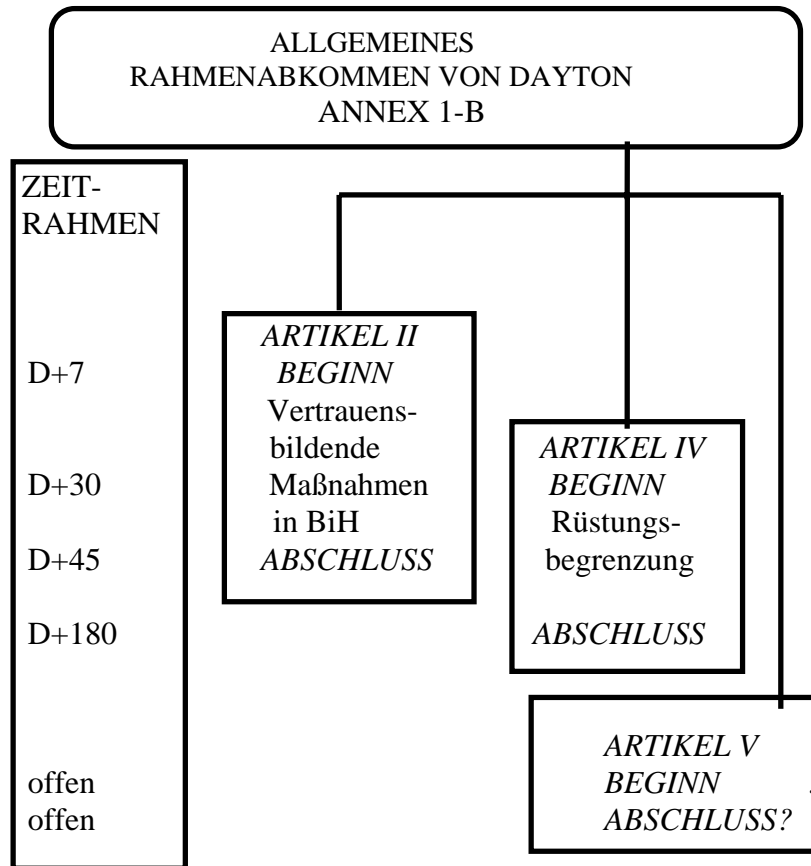 ALLGEMEINES
RAHMENABKOMMEN VON DAYTON
ANNEX 1-B
ZEIT-
RAHMEN
D+7
D+30
D+45
D+180
offen
offen
ARTIKEL II
BEGINN
Vertrauens-
bildende
Maßnahmen
in BiH
ABSCHLUSS
ARTIKEL IV
BEGINN
Rüstungs-
begrenzung
ABSCHLUSS
ARTIKEL V
BEGINN
ABSCHLUSS?